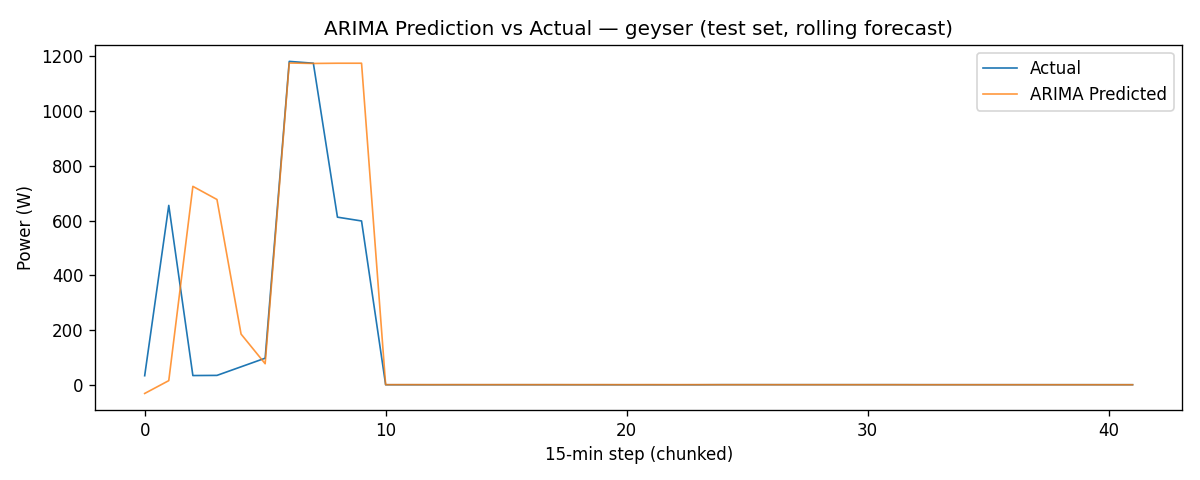 ARIMA Prediction vs Actual — geyser (test set, rolling forecast)
Actual
ARIMA Predicted
Power (W)
1200
1000
800
600
400
200
0
0 10 20 30 40
15-min step (chunked)